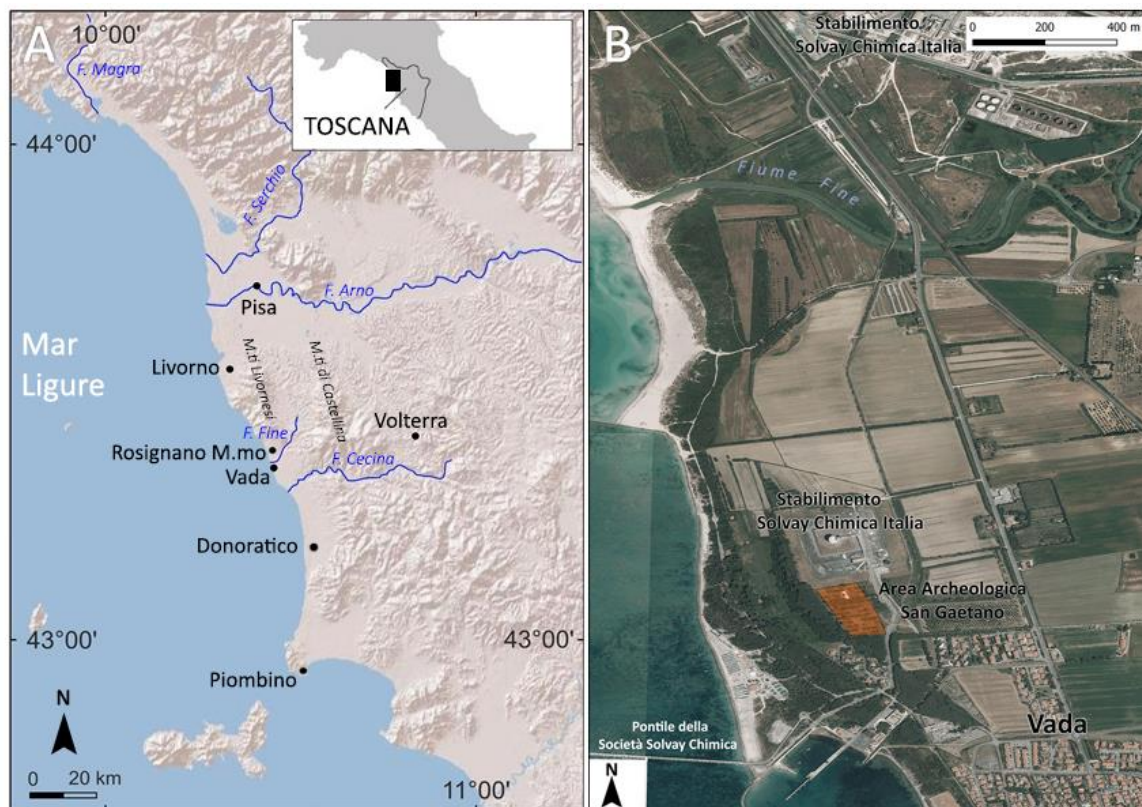 A
10°00'
F. Magra
TOSCANA
44°00'
F. Serchio
F. Arno
Pisa
Mar
Ligure
Livorno
M.ti Livornesi
M.ti di Castellina
Volterra
F. Fine
Rosignano M.mo
F. Cecina
Vada
Donoratico
43°00'
43°00'
Piombino
N
0 20 km
11°00'
B
Stabilimento
Solvay Chimica Italia
0 200 400 m
Fiume Fine
Stabilimento
Solvay Chimica Italia
Area Archeologica
San Gaetano
Vada
Pontile della
Società Solvay Chimica
N